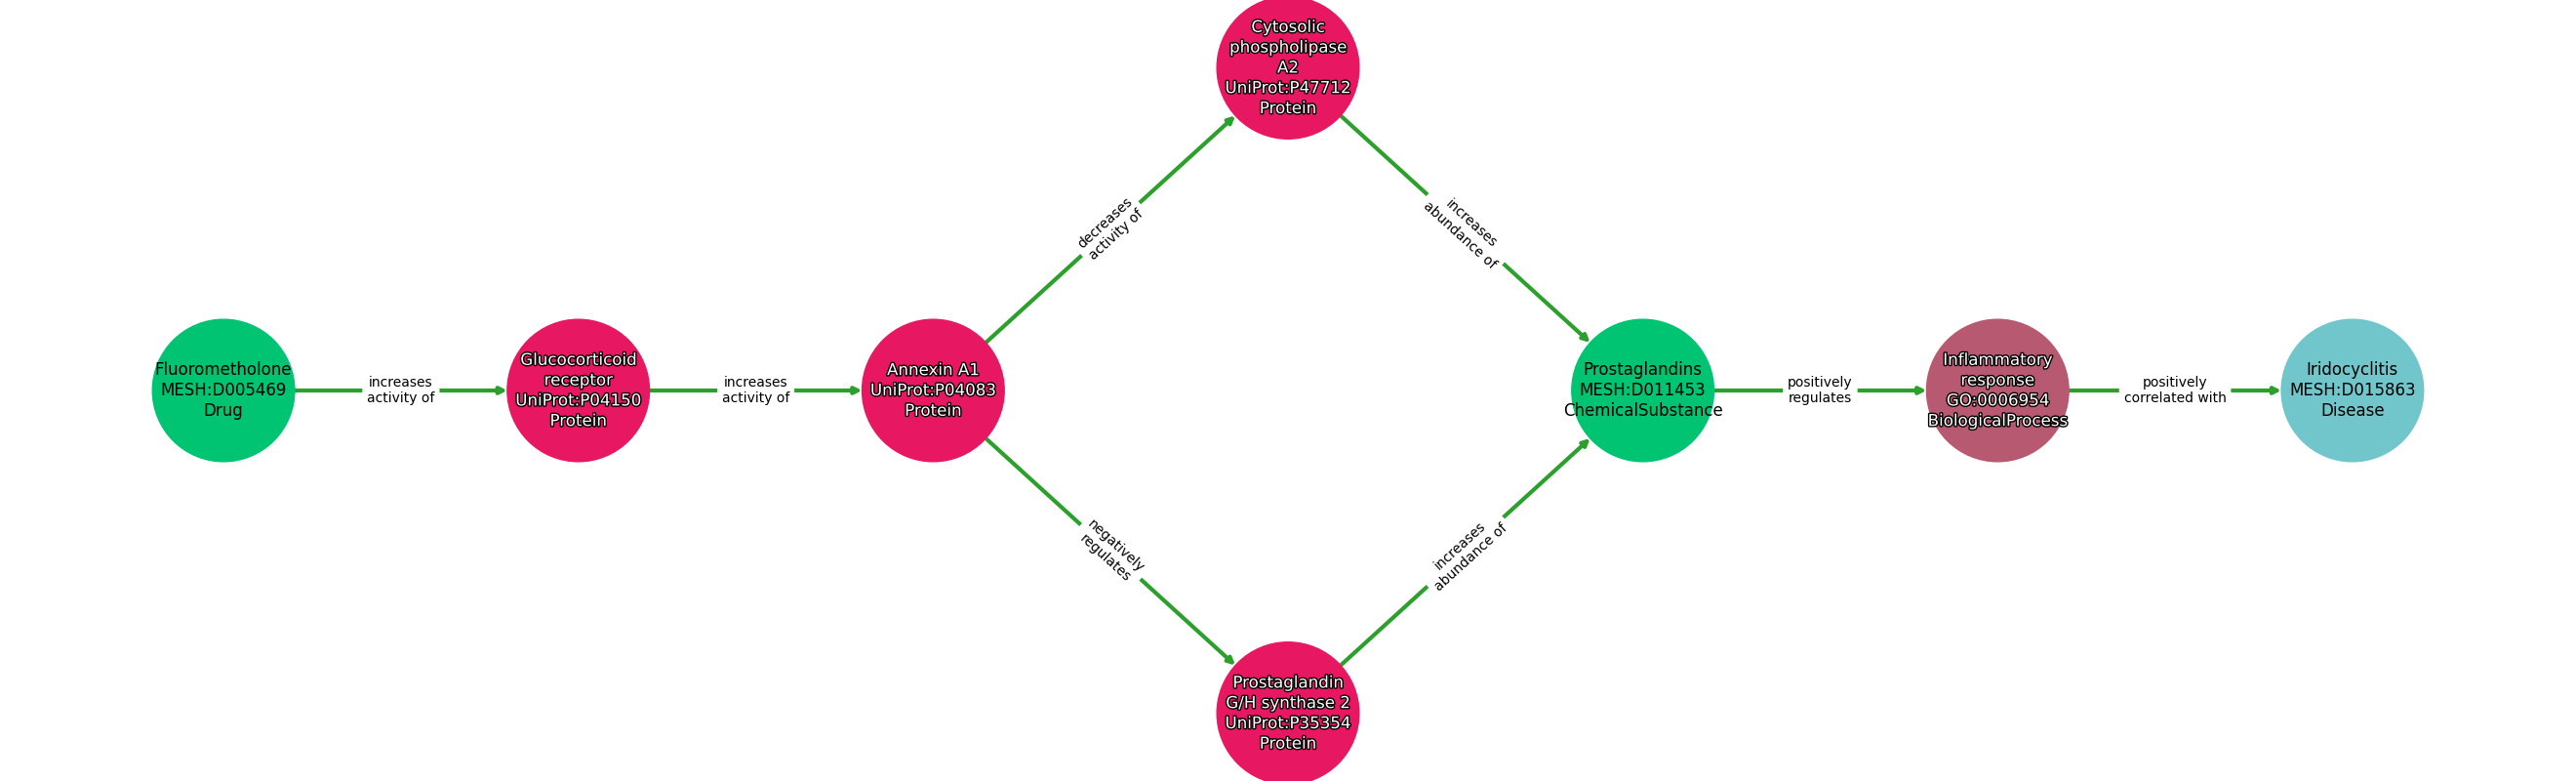 Cytosolic
phospholipase
A2
UniProt:P47712
Protein
decreases
activity of
increases
abundance of
Fluorometholone
MESH:D005469
Drug
increases
activity of
Glucocorticoid
receptor
UniProt:P04150
Protein
increases
activity of
Annexin A1
UniProt:P04083
Protein
Prostaglandins
MESH:D011453
ChemicalSubstance
positively
regulates
Inflammatory
response
GO:0006954
BiologicalProcess
positively
correlated with
Iridocyclitis
MESH:D015863
Disease
negatively
regulates
increases
abundance of
Prostaglandin
G/H synthase 2
UniProt:P35354
Protein